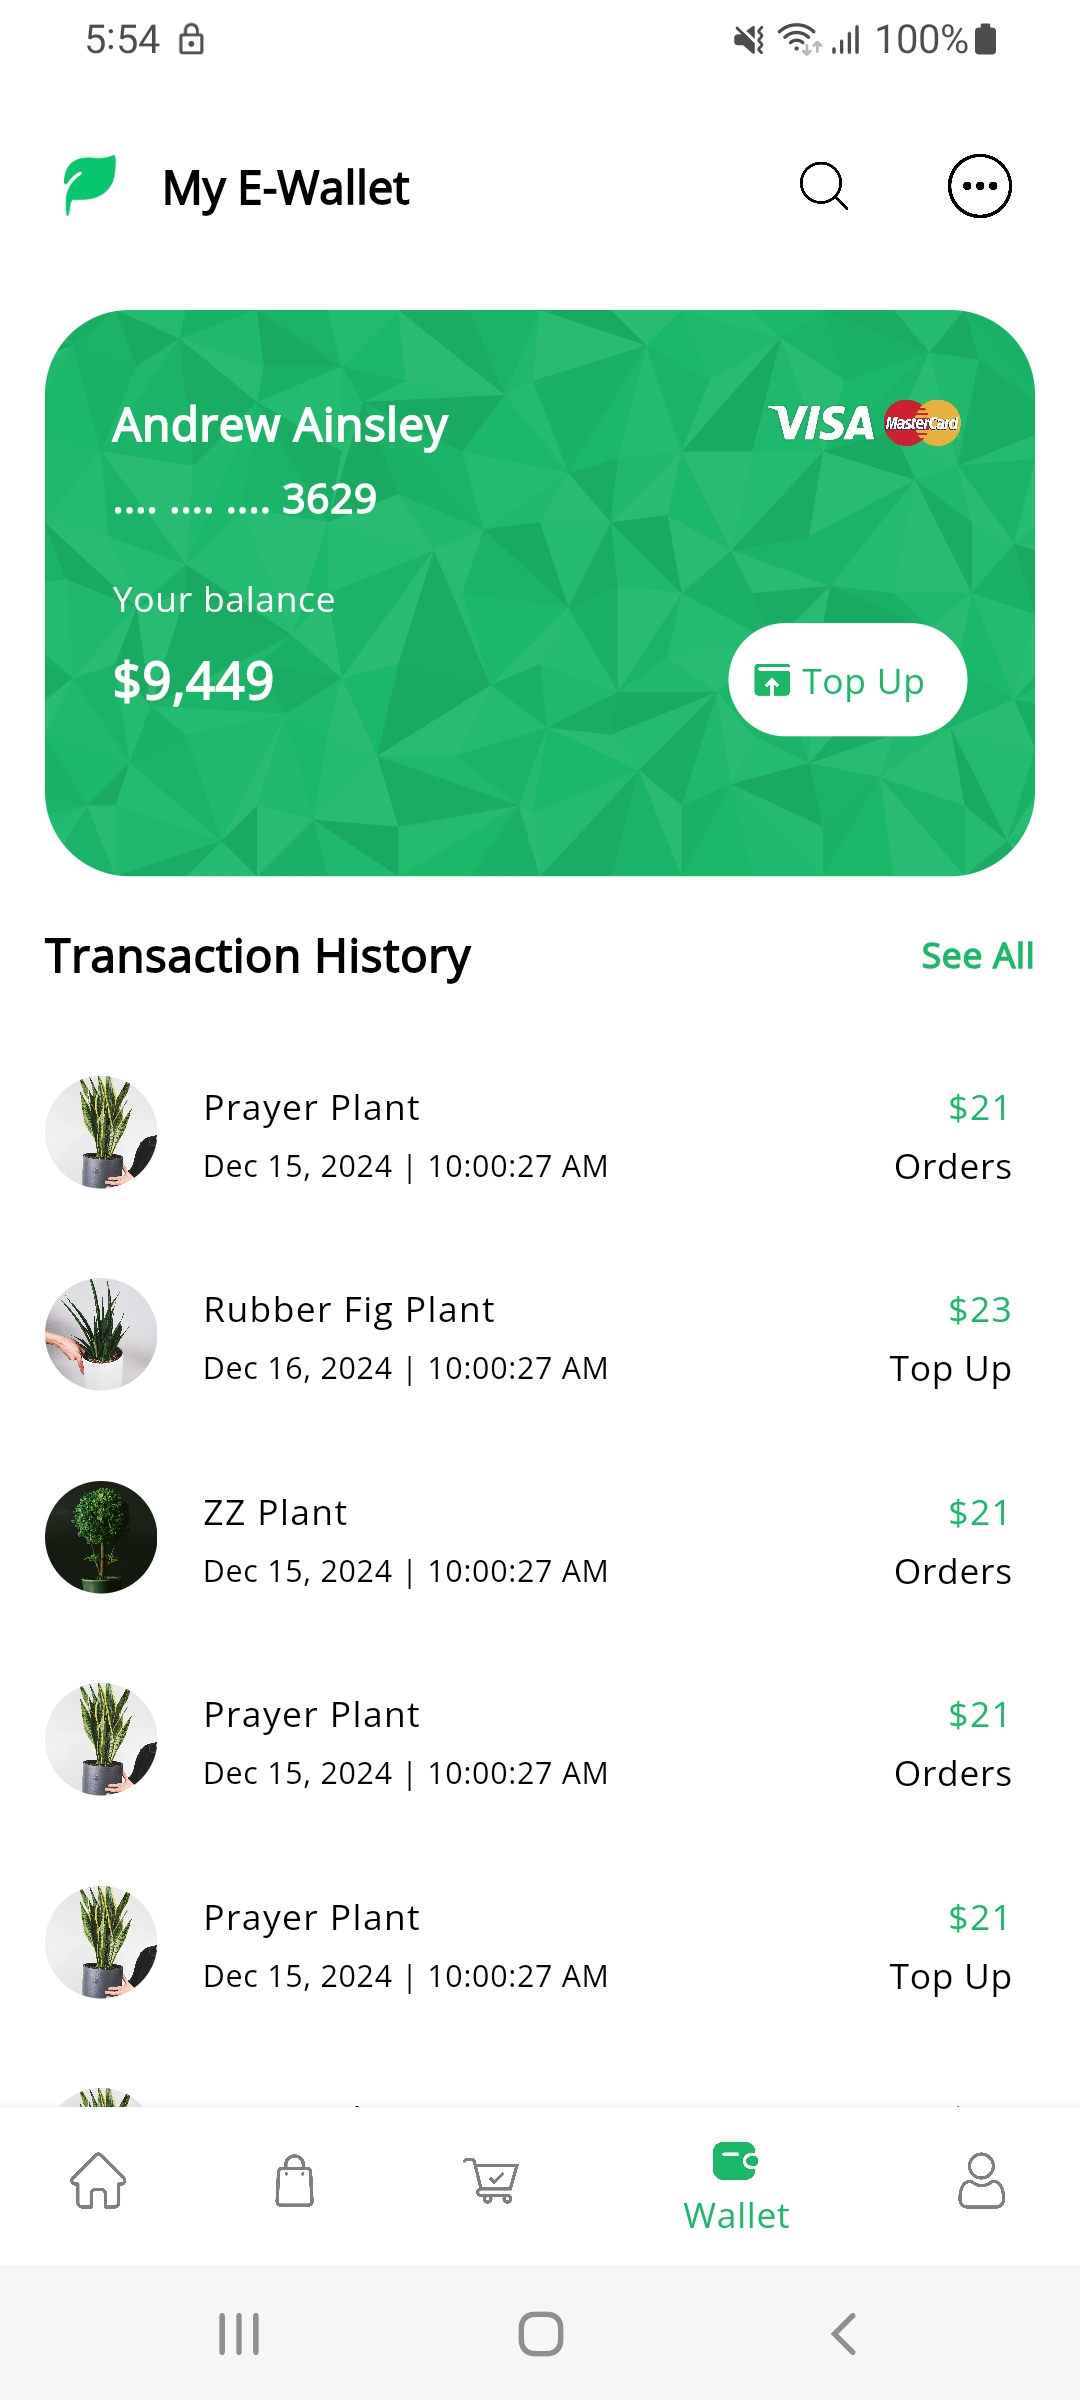 5:54
100%
My E-Wallet
Andrew Ainsley
VISA MasterCard
.... .... .... 3629
Your balance
$9,449
Top Up
Transaction History
See All
Prayer Plant
$21
Dec 15, 2024 | 10:00:27 AM
Orders
Rubber Fig Plant
$23
Dec 16, 2024 | 10:00:27 AM
Top Up
ZZ Plant
$21
Dec 15, 2024 | 10:00:27 AM
Orders
Prayer Plant
$21
Dec 15, 2024 | 10:00:27 AM
Orders
Prayer Plant
$21
Dec 15, 2024 | 10:00:27 AM
Top Up
Wallet